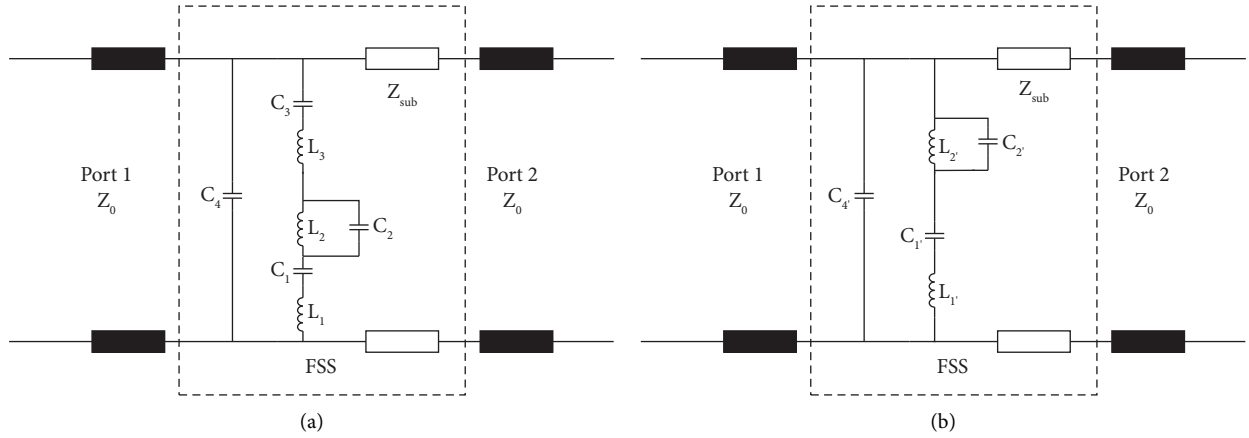 Port 1
Z0
C4
C3
L3
L2
C2
C1
L1
Zsub
Port 2
Z0
FSS
(a)
Port 1
Z0
C4'
L2'
C2'
C1'
L1'
Zsub
Port 2
Z0
FSS
(b)